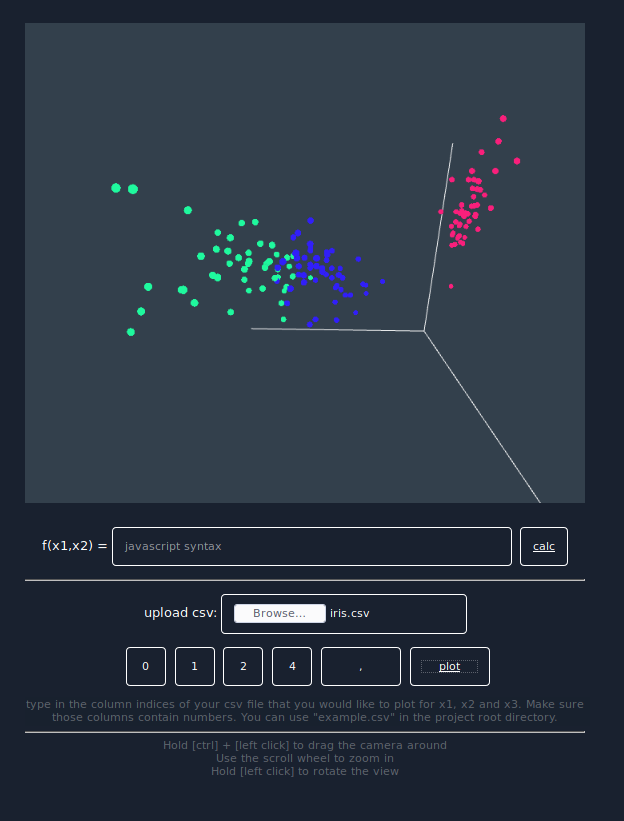 f(x1,x2) = javascript syntax calc
upload csv: Browse... iris.csv
0 1 2 4 , plot
type in the column indices of your csv file that you would like to plot for x1, x2 and x3. Make sure
those columns contain numbers. You can use "example.csv" in the project root directory.
Hold [ctrl] + [left click] to drag the camera around
Use the scroll wheel to zoom in
Hold [left click] to rotate the view